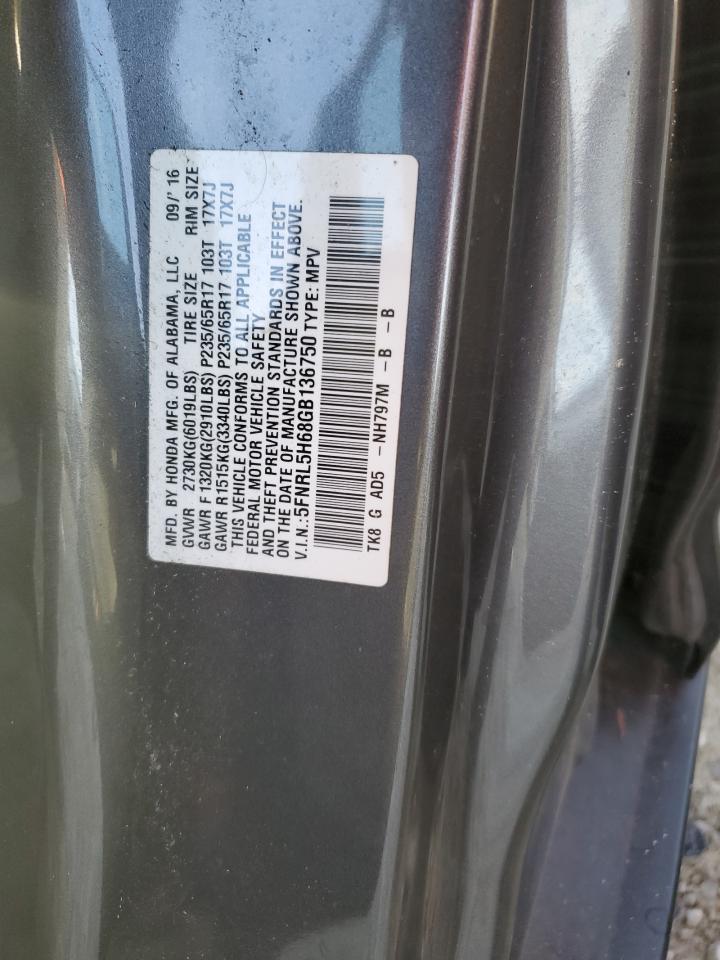 MFD. BY HONDA MFG. OF ALABAMA, LLC 09/' 16
GVWR 2730KG(6019LBS) TIRE SIZE RIM SIZE
GAWR F 1320KG(2910LBS) P235/65R17 103T 17X7J
GAWR R1515KG(3340LBS) P235/65R17 103T 17X7J
THIS VEHICLE CONFORMS TO ALL APPLICABLE
FEDERAL MOTOR VEHICLE SAFETY
AND THEFT PREVENTION STANDARDS IN EFFECT
ON THE DATE OF MANUFACTURE SHOWN ABOVE.
V.I.N.:5FNRL5H68GB136750 TYPE: MPV
TK8 G AD5 -NH797M -B -B